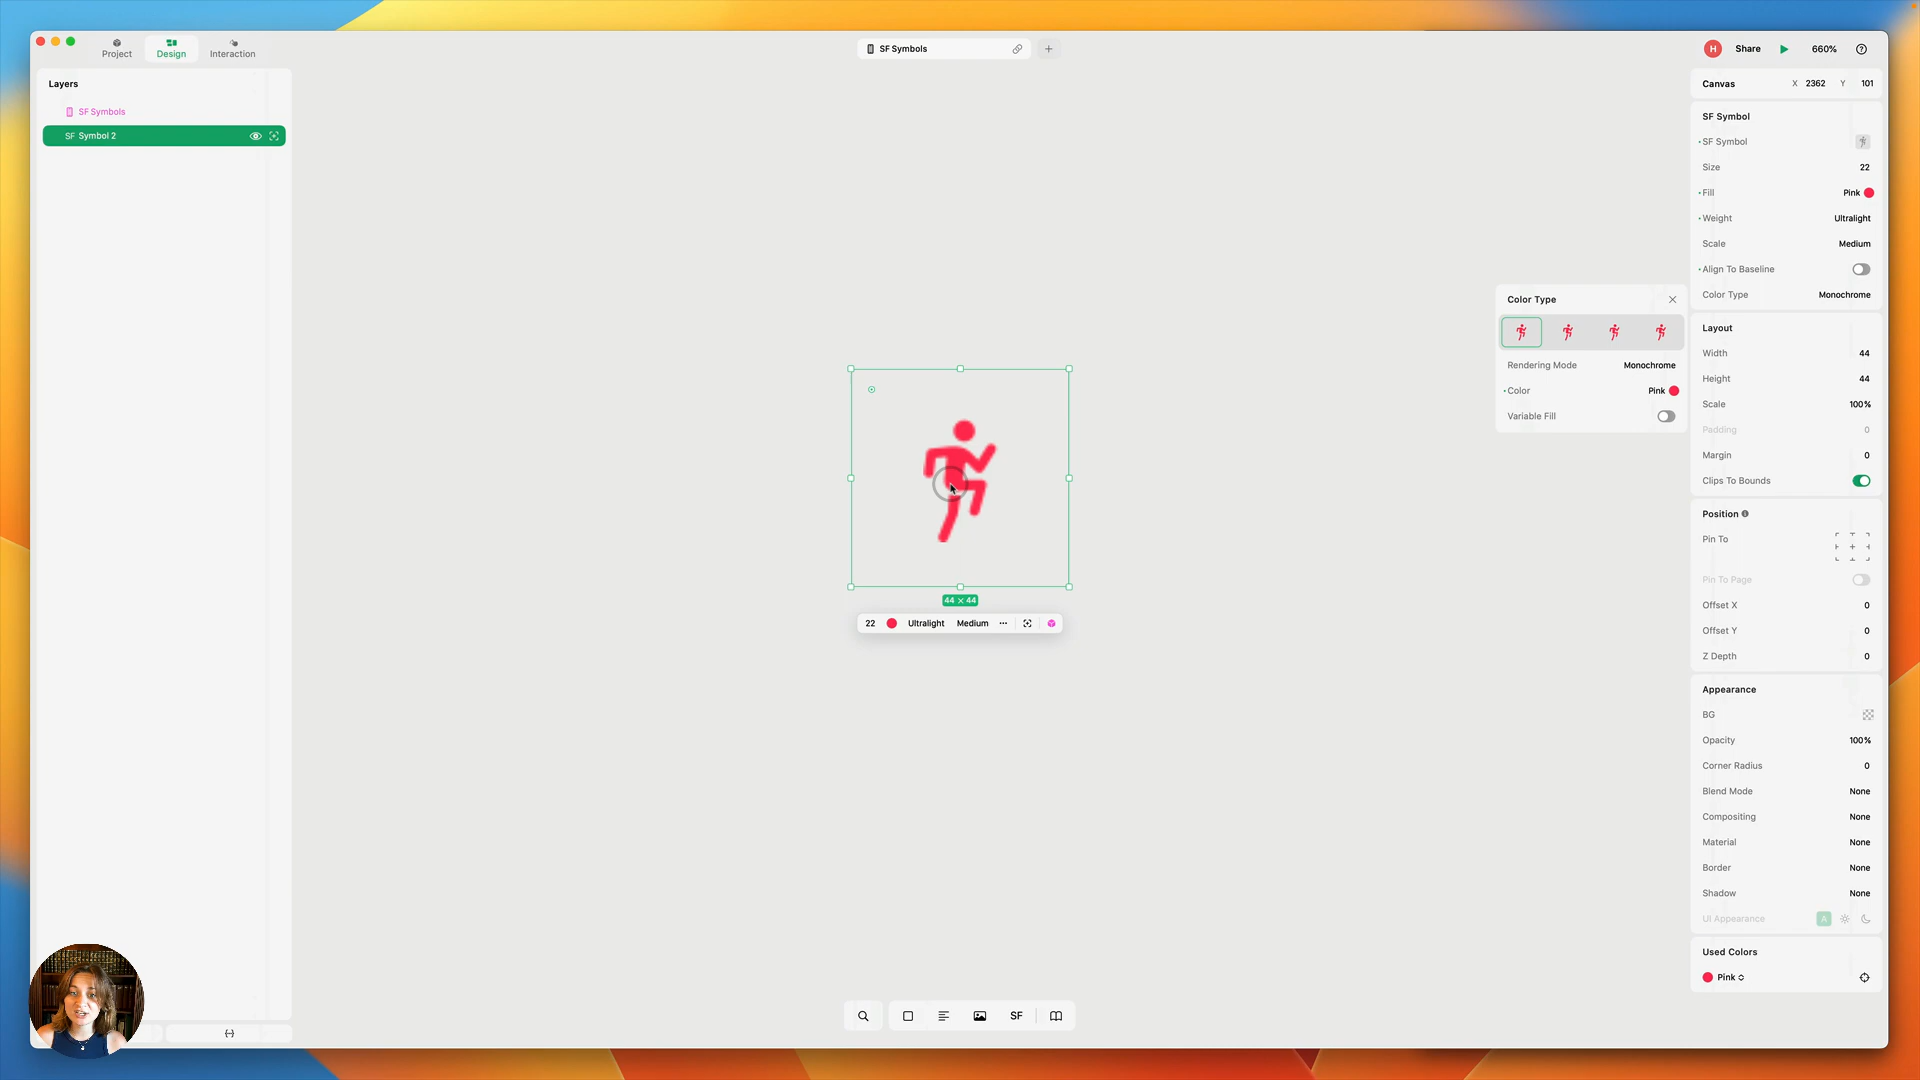 Project
Design
Interaction
SF Symbols
+
H
Share
660%
Layers
SF Symbols
SF Symbol 2
44 × 44
22
Ultralight
Medium
SF
Color Type
Rendering Mode Monochrome
Color Pink
Variable Fill
Canvas X 2362 Y 101
SF Symbol
SF Symbol
Size 22
Fill Pink
Weight Ultralight
Scale Medium
Align To Baseline
Color Type Monochrome
Layout
Width 44
Height 44
Scale 100%
Padding 0
Margin 0
Clips To Bounds
Position
Pin To
Pin To Page
Offset X 0
Offset Y 0
Z Depth 0
Appearance
BG
Opacity 100%
Corner Radius 0
Blend Mode None
Compositing None
Material None
Border None
Shadow None
UI Appearance A
Used Colors
Pink